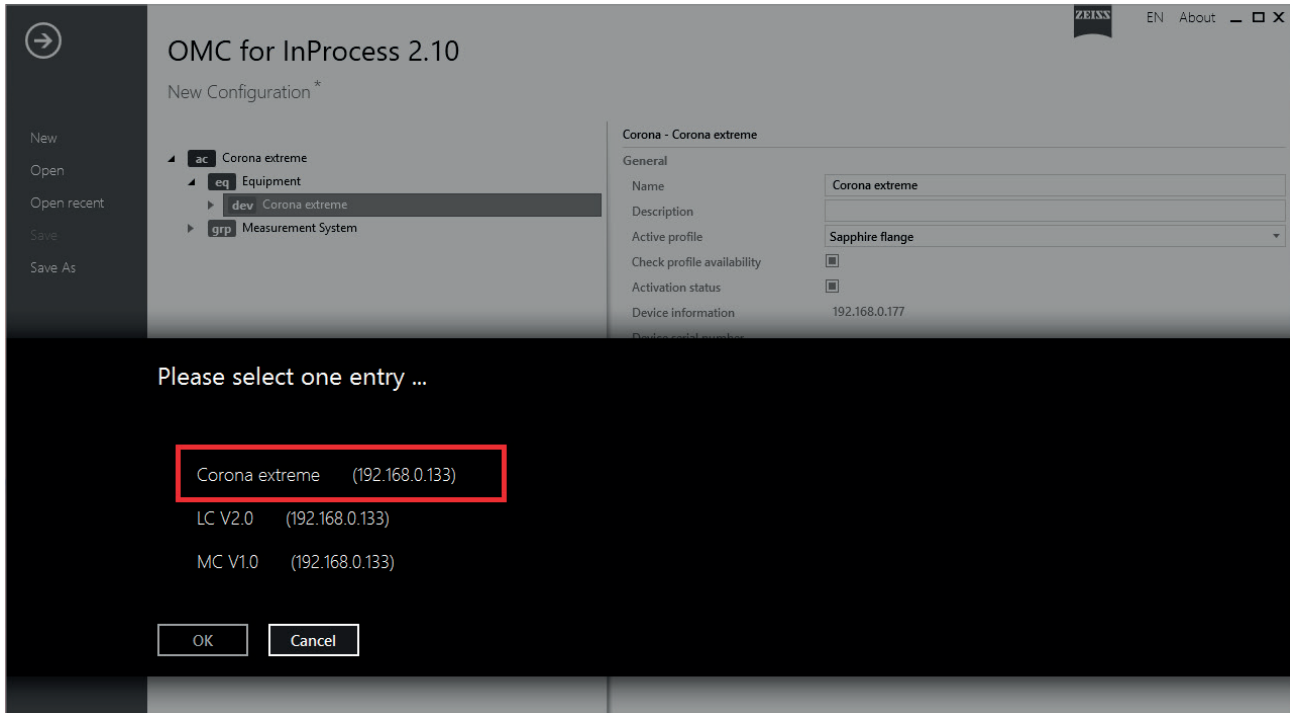 ZEISS EN About
OMC for InProcess 2.10
New Configuration*
New
Open
Open recent
Save
Save As
ac Corona extreme
eq Equipment
dev Corona extreme
grp Measurement System
Corona - Corona extreme
General
Name Corona extreme
Description
Active profile Sapphire flange
Check profile availability
Activation status
Device information 192.168.0.177
Device serial number
Please select one entry ...
Corona extreme (192.168.0.133)
LC V2.0 (192.168.0.133)
MC V1.0 (192.168.0.133)
OK Cancel